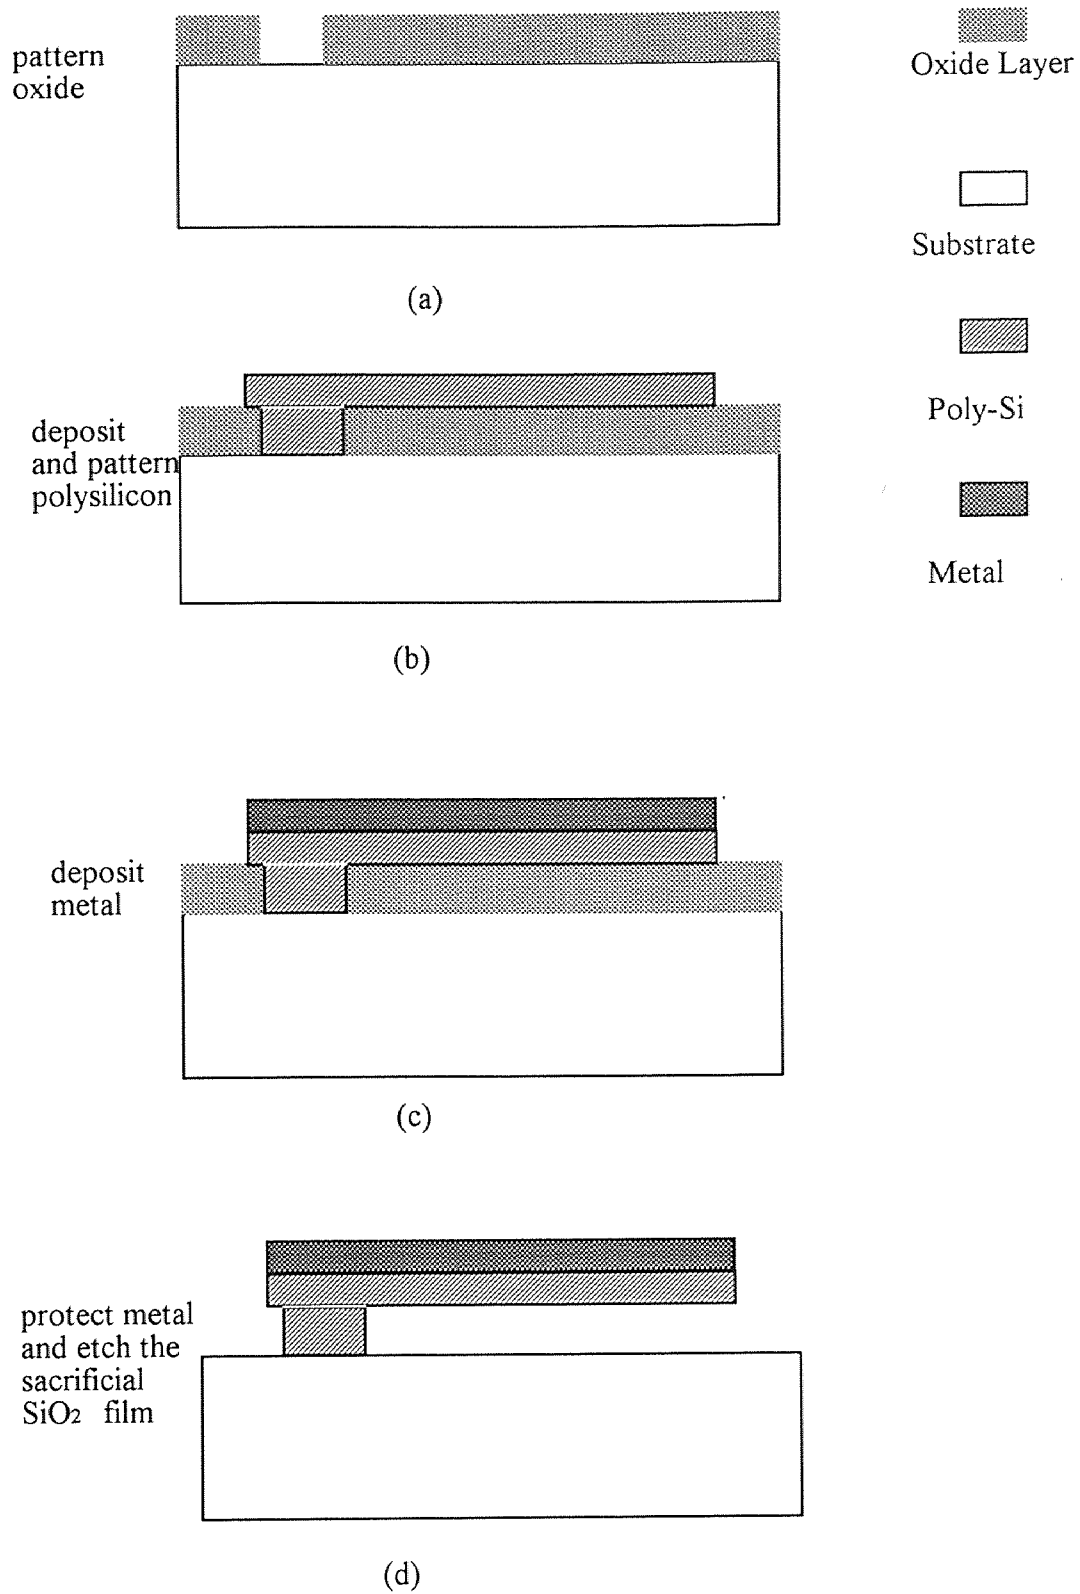 pattern
oxide
(a)
deposit
and pattern
polysilicon
(b)
deposit
metal
(c)
protect metal
and etch the
sacrificial
SiO2 film
(d)
Oxide Layer
Substrate
Poly-Si
Metal